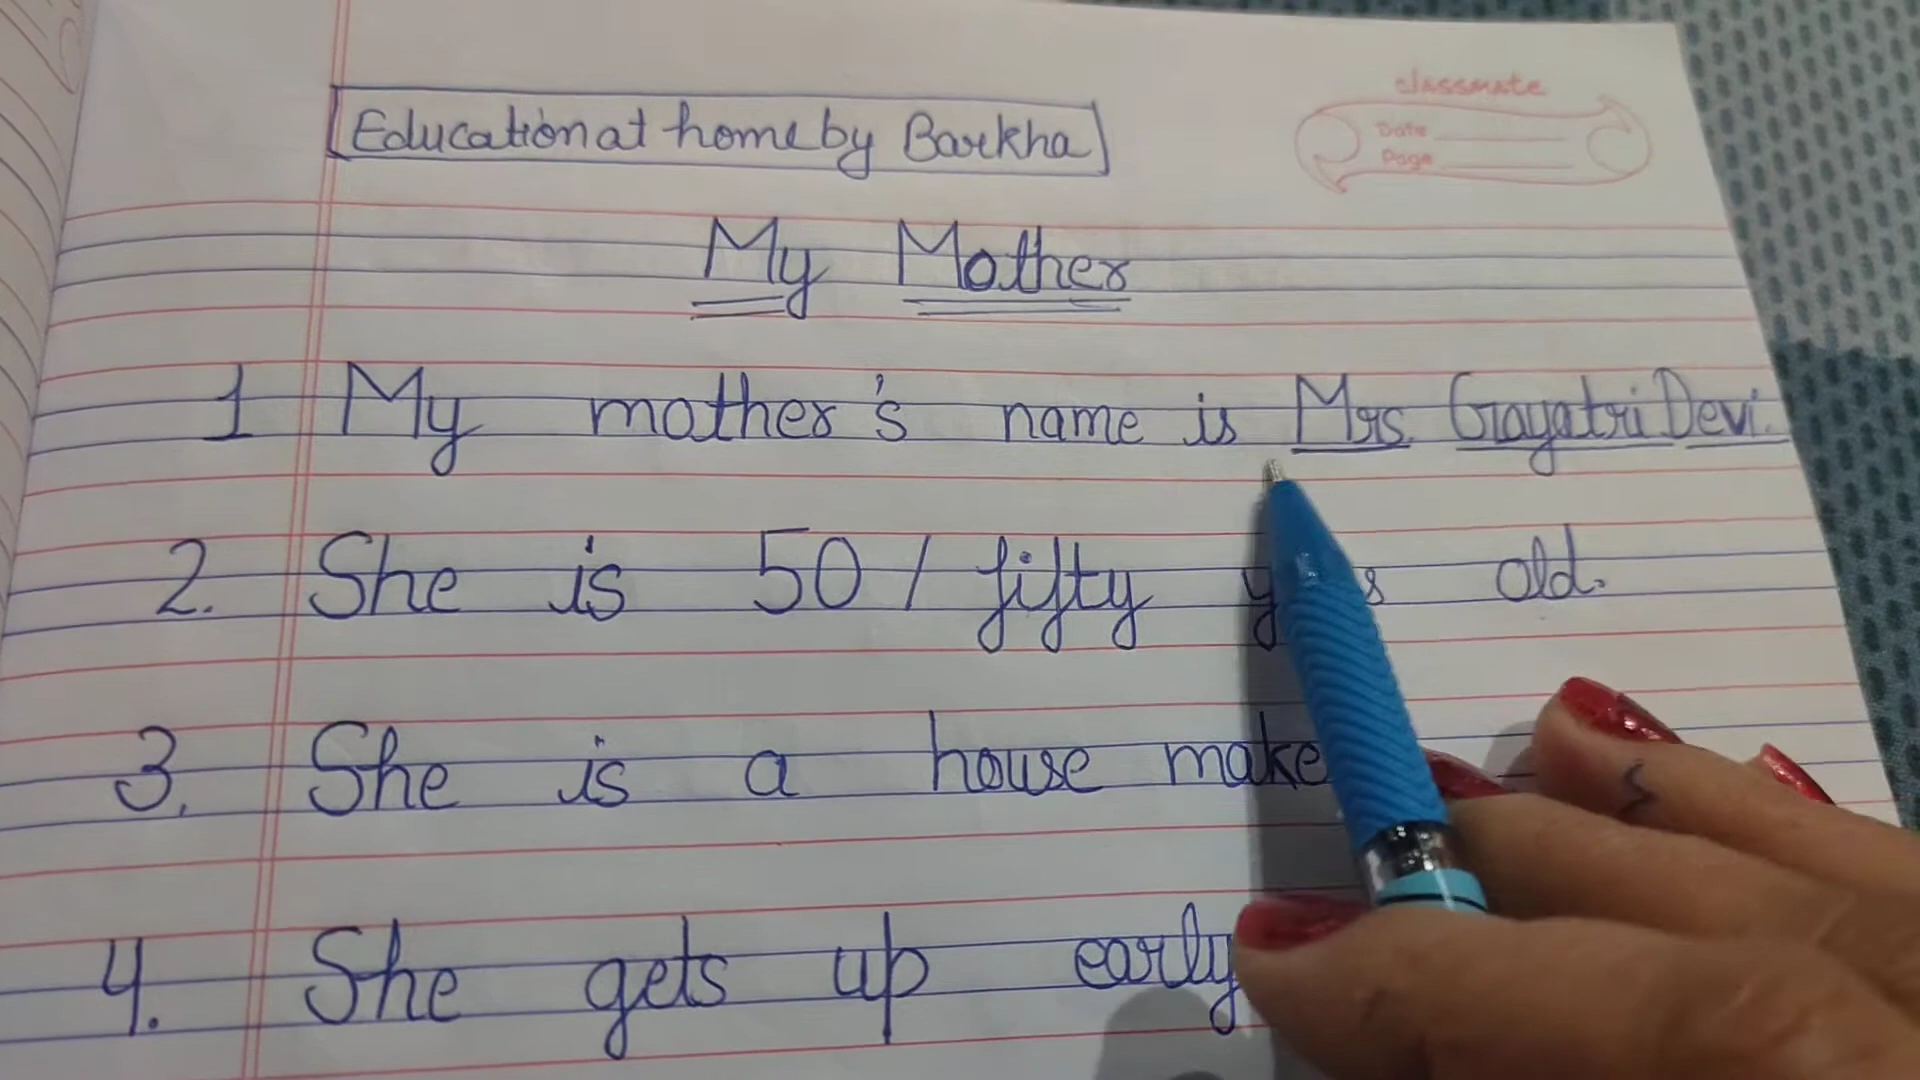 Education at home by Barkha
classmate
Date
Page
My Mother
1 My mother's name is Mrs. Gayatri Devi.
2. She is 50 / fifty old.
3. She is a house
4. She gets up early